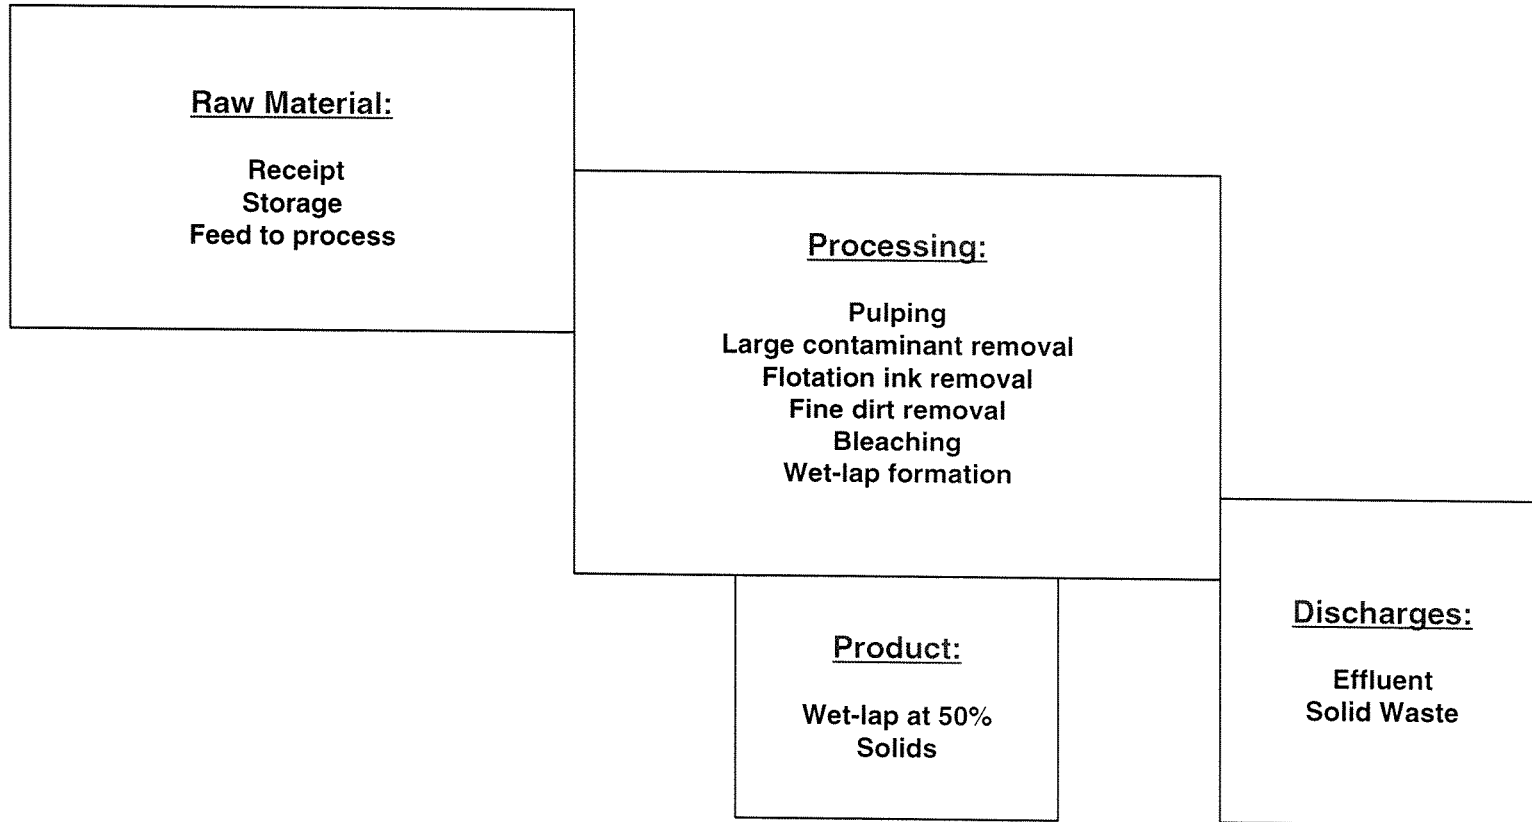 Raw Material:
Receipt
Storage
Feed to process
Processing:
Pulping
Large contaminant removal
Flotation ink removal
Fine dirt removal
Bleaching
Wet-lap formation
Product:
Wet-lap at 50%
Solids
Discharges:
Effluent
Solid Waste